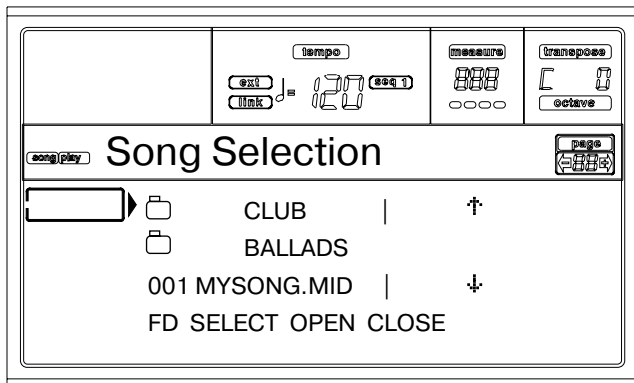 tempo
measure
transpose
ext
link
= 120
seq 1
888
C 0
octave
song play
Song Selection
page
88
CLUB |
BALLADS
001 MYSONG.MID |
FD SELECT OPEN CLOSE